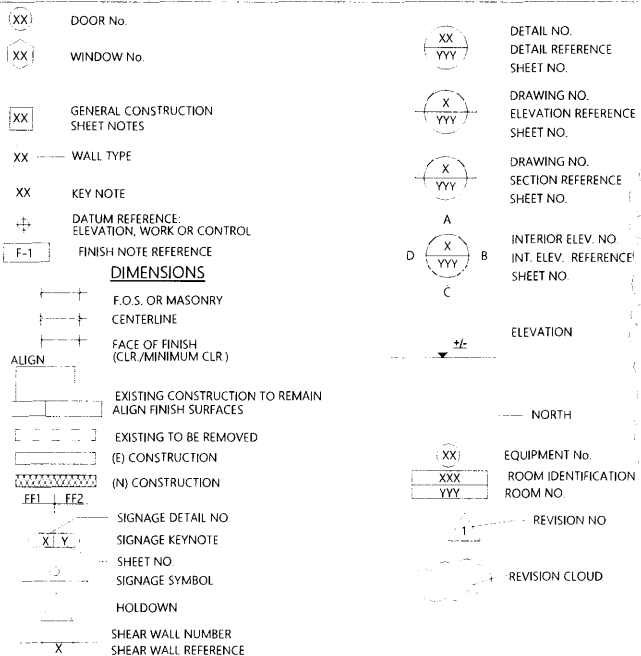 XX DOOR No.
XX WINDOW No.
XX GENERAL CONSTRUCTION
SHEET NOTES
XX WALL TYPE
XX KEY NOTE
DATUM REFERENCE:
ELEVATION, WORK OR CONTROL
F-1 FINISH NOTE REFERENCE
DIMENSIONS
F.O.S. OR MASONRY
CENTERLINE
FACE OF FINISH
(CLR./MINIMUM CLR.)
ALIGN
EXISTING CONSTRUCTION TO REMAIN
ALIGN FINISH SURFACES
EXISTING TO BE REMOVED
(E) CONSTRUCTION
(N) CONSTRUCTION
FF1 FF2
SIGNAGE DETAIL NO.
X Y SIGNAGE KEYNOTE
SHEET NO.
SIGNAGE SYMBOL
HOLDOWN
SHEAR WALL NUMBER
X SHEAR WALL REFERENCE
XX DETAIL NO.
DETAIL REFERENCE
YYY SHEET NO.
X DRAWING NO.
ELEVATION REFERENCE
YYY SHEET NO.
X DRAWING NO.
SECTION REFERENCE
YYY SHEET NO.
A
X INTERIOR ELEV. NO.
D B INT. ELEV. REFERENCE
YYY SHEET NO.
C
+/- ELEVATION
NORTH
XX EQUIPMENT No.
XXX ROOM IDENTIFICATION
YYY ROOM NO.
1 REVISION NO
REVISION CLOUD